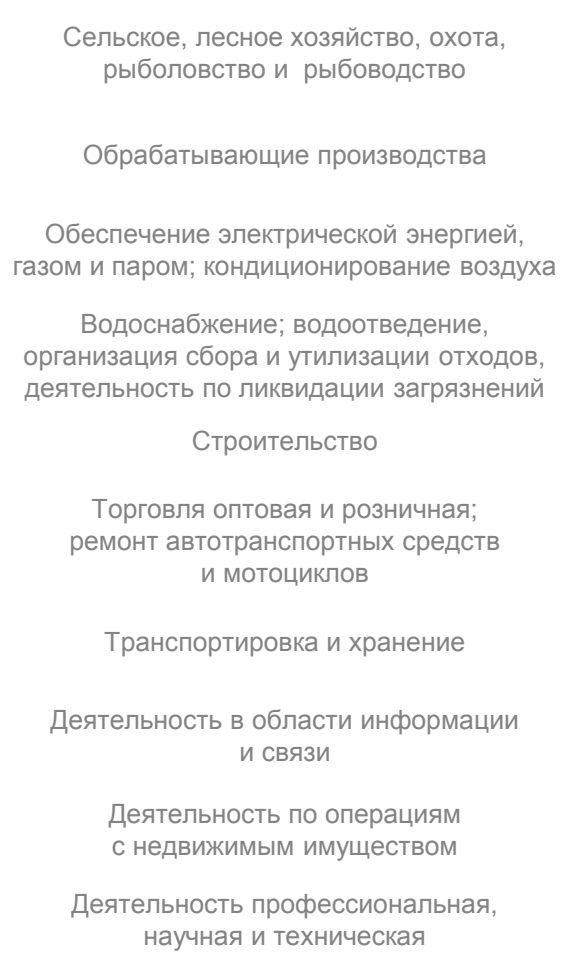 Сельское, лесное хозяйство, охота,
рыболовство и рыбоводство
Обрабатывающие производства
Обеспечение электрической энергией,
газом и паром; кондиционирование воздуха
Водоснабжение; водоотведение,
организация сбора и утилизации отходов,
деятельность по ликвидации загрязнений
Строительство
Торговля оптовая и розничная;
ремонт автотранспортных средств
и мотоциклов
Транспортировка и хранение
Деятельность в области информации
и связи
Деятельность по операциям
с недвижимым имуществом
Деятельность профессиональная,
научная и техническая